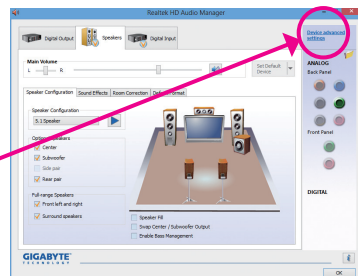 Realtek HD Audio Manager
Digital Output
Speakers
Digital Input
Device advanced
settings
Main Volume
L
R
Set Default
Device
ANALOG
Back Panel
Speaker Configuration
Sound Effects
Room Correction
Default Format
Speaker Configuration
5.1 Speaker
Optional Speakers
Center
Subwoofer
Side pair
Rear pair
Front Panel
Full-range Speakers
Front left and right
Surround speakers
Speaker Fill
Swap Center / Subwoofer Output
Enable Bass Management
DIGITAL
GIGABYTE
TECHNOLOGY
OK